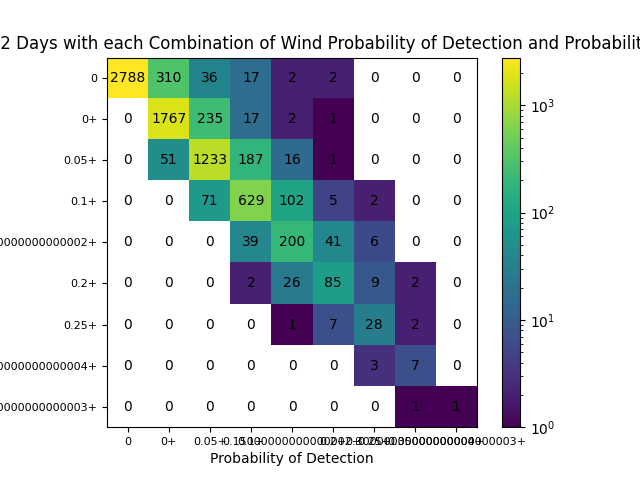 2 Days with each Combination of Wind Probability of Detection and Probabilit
0 2788 310 36 17 2 2 0 0 0
0+ 0 1767 235 17 2 1 0 0 0
0.05+ 0 51 1233 187 16 1 0 0 0
0.1+ 0 0 71 629 102 5 2 0 0
0000000000002+ 0 0 0 39 200 41 6 0 0
0.2+ 0 0 0 2 26 85 9 2 0
0.25+ 0 0 0 0 1 7 28 2 0
0000000000004+ 0 0 0 0 0 0 3 7 0
0000000000003+ 0 0 0 0 0 0 0 1 1
0 0+ 0.05+
Probability of Detection
10³
10²
10¹
10⁰